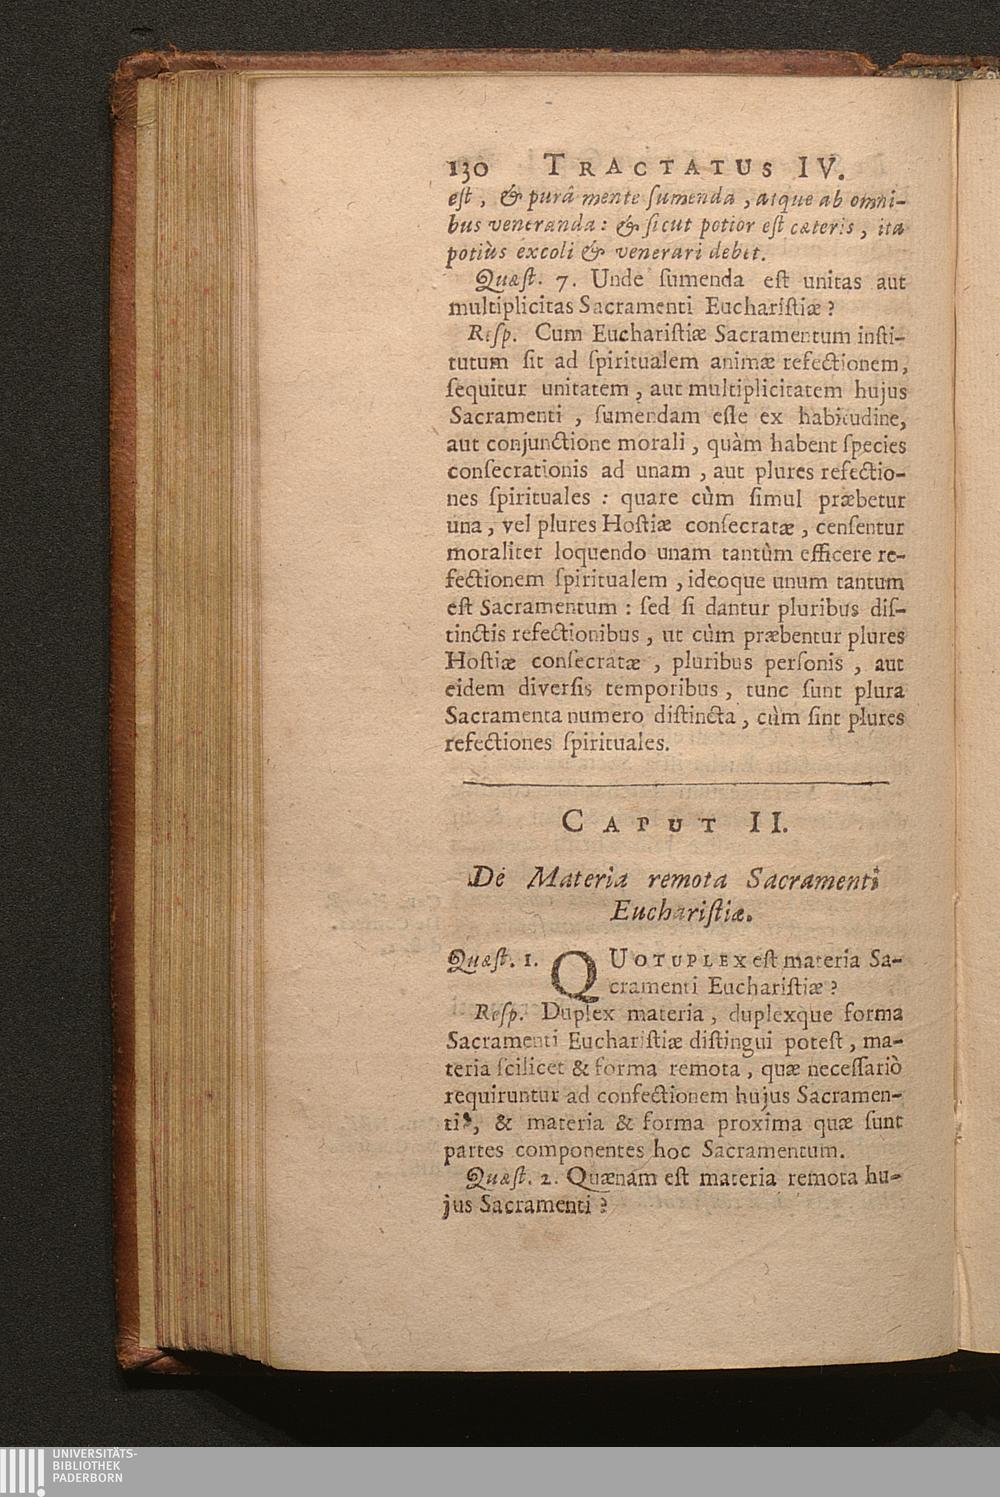 130 TRACTATUS IV.
eſt, & purâ mente ſumenda, atque ab omni-
bus veneranda: & ſicut potior eſt cæteris, ita
potiùs excoli & venerari debet.
Quæſt. 7. Unde ſumenda eſt unitas aut
multiplicitas Sacramenti Euchariſtiæ?
Reſp. Cum Euchariſtiæ Sacramentum inſti-
tutum ſit ad ſpiritualem animæ refectionem,
ſequitur unitatem, aut multiplicitatem hujus
Sacramenti, ſumendam eſſe ex habitudine,
aut conjunctione morali, quàm habent ſpecies
conſecrationis ad unam, aut plures refectio-
nes ſpirituales: quare cùm ſimul præbetur
una, vel plures Hoſtiæ conſecratæ, cenſentur
moraliter loquendo unam tantùm efficere re-
fectionem ſpiritualem, ideoque unum tantum
eſt Sacramentum: ſed ſi dantur pluribus diſ-
tinctis refectionibus, ut cùm præbentur plures
Hoſtiæ conſecratæ, pluribus perſonis, aut
eidem diverſis temporibus, tunc ſunt plura
Sacramenta numero diſtincta, cùm ſint plures
refectiones ſpirituales.
CAPUT II.
De Materia remota Sacramenti
Euchariſtiæ.
Quæſt. 1. QUOTUPLEX eſt materia Sa-
cramenti Euchariſtiæ?
Reſp. Duplex materia, duplexque forma
Sacramenti Euchariſtiæ diſtingui poteſt, ma-
teria ſcilicet & forma remota, quæ neceſſariò
requiruntur ad confectionem hujus Sacramen-
ti, & materia & forma proxima quæ ſunt
partes componentes hoc Sacramentum.
Quæſt. 2. Quænam eſt materia remota hu-
jus Sacramenti?
UNIVERSITÄTS-
BIBLIOTHEK
PADERBORN